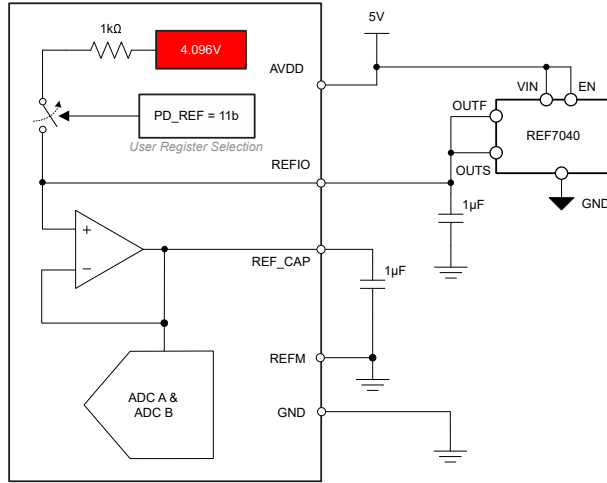 1kΩ
4.096V
5V
AVDD
VIN
EN
OUTF
REF7040
PD_REF = 11b
User Register Selection
REFIO
OUTS
GND
1µF
+
−
REF_CAP
1µF
REFM
ADC A &
ADC B
GND